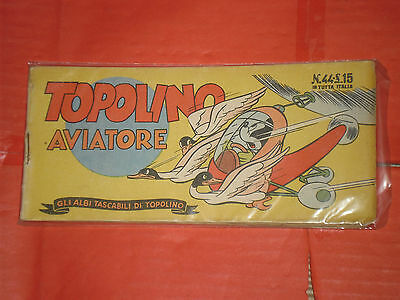 TOPOLINO
AVIATORE
N.44-L.15
IN TUTTA ITALIA
GLI ALBI TASCABILI DI TOPOLINO